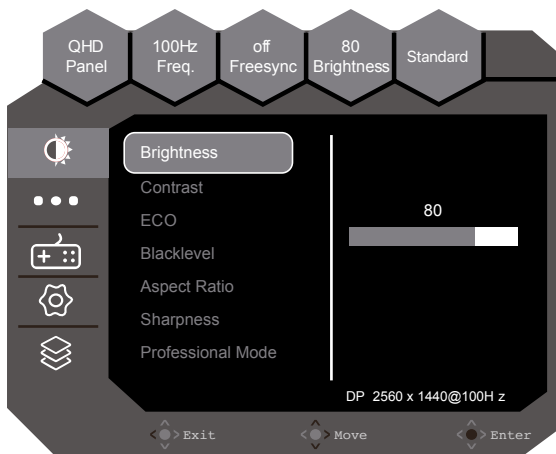 QHD
Panel
100Hz
Freq.
off
Freesync
80
Brightness
Standard
Brightness
Contrast
ECO
Blacklevel
Aspect Ratio
Sharpness
Professional Mode
80
DP 2560 x 1440@100H z
Exit
Move
Enter